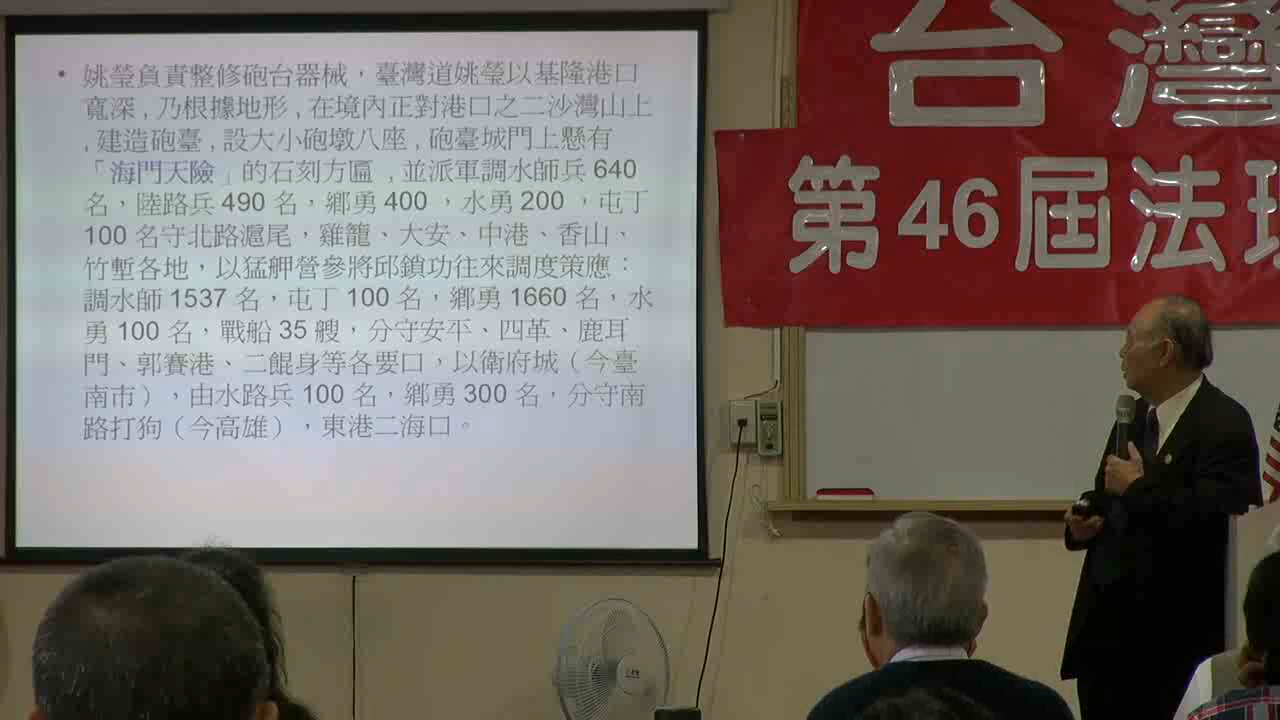 • 姚瑩負責整修砲台器械，臺灣道姚瑩以基隆港口
寬深，乃根據地形，在境內正對港口之二沙灣山上
，建造砲臺，設大小砲墩八座，砲臺城門上懸有
「海門天險」的石刻方匾，並派軍調水師兵 640
名，陸路兵 490 名，鄉勇 400 ，水勇 200 ，屯丁
100 名守北路滬尾，雞籠、大安、中港、香山、
竹塹各地，以猛舺營參將邱鎮功往來調度策應：
調水師 1537 名，屯丁 100 名，鄉勇 1660 名，水
勇 100 名，戰船 35 艘，分守安平、四革、鹿耳
門、郭賽港、二餛身等各要口，以衛府城（今臺
南市），由水路兵 100 名，鄉勇 300 名，分守南
路打狗（今高雄），東港二海口。
台灣
第46屆法理